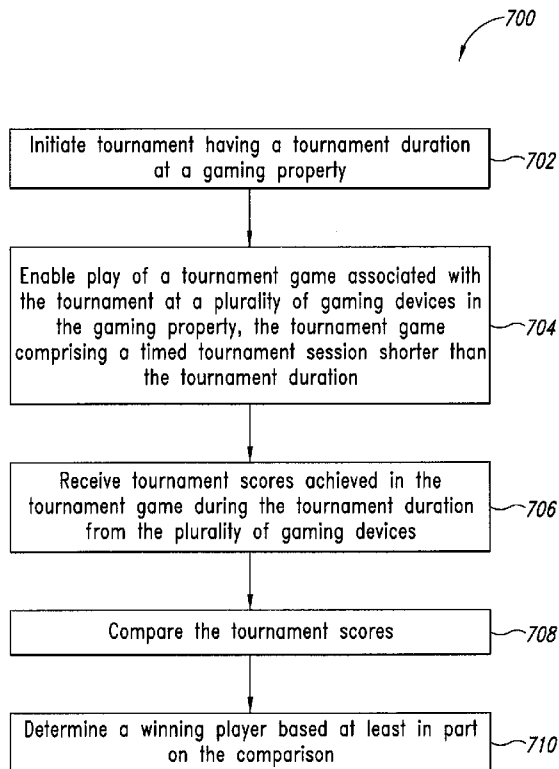 700
Initiate tournament having a tournament duration
at a gaming property
702
Enable play of a tournament game associated with
the tournament at a plurality of gaming devices in
the gaming property, the tournament game
comprising a timed tournament session shorter than
the tournament duration
704
Receive tournament scores achieved in the
tournament game during the tournament duration
from the plurality of gaming devices
706
Compare the tournament scores
708
Determine a winning player based at least in part
on the comparison
710